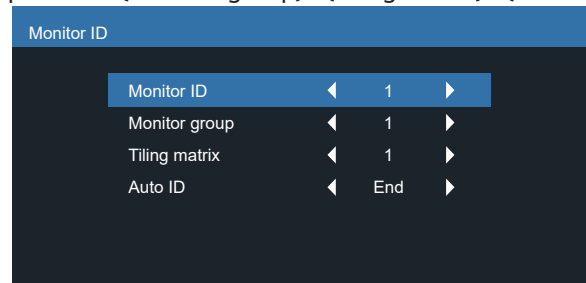 Monitor ID
Monitor ID 1
Monitor group 1
Tiling matrix 1
Auto ID End